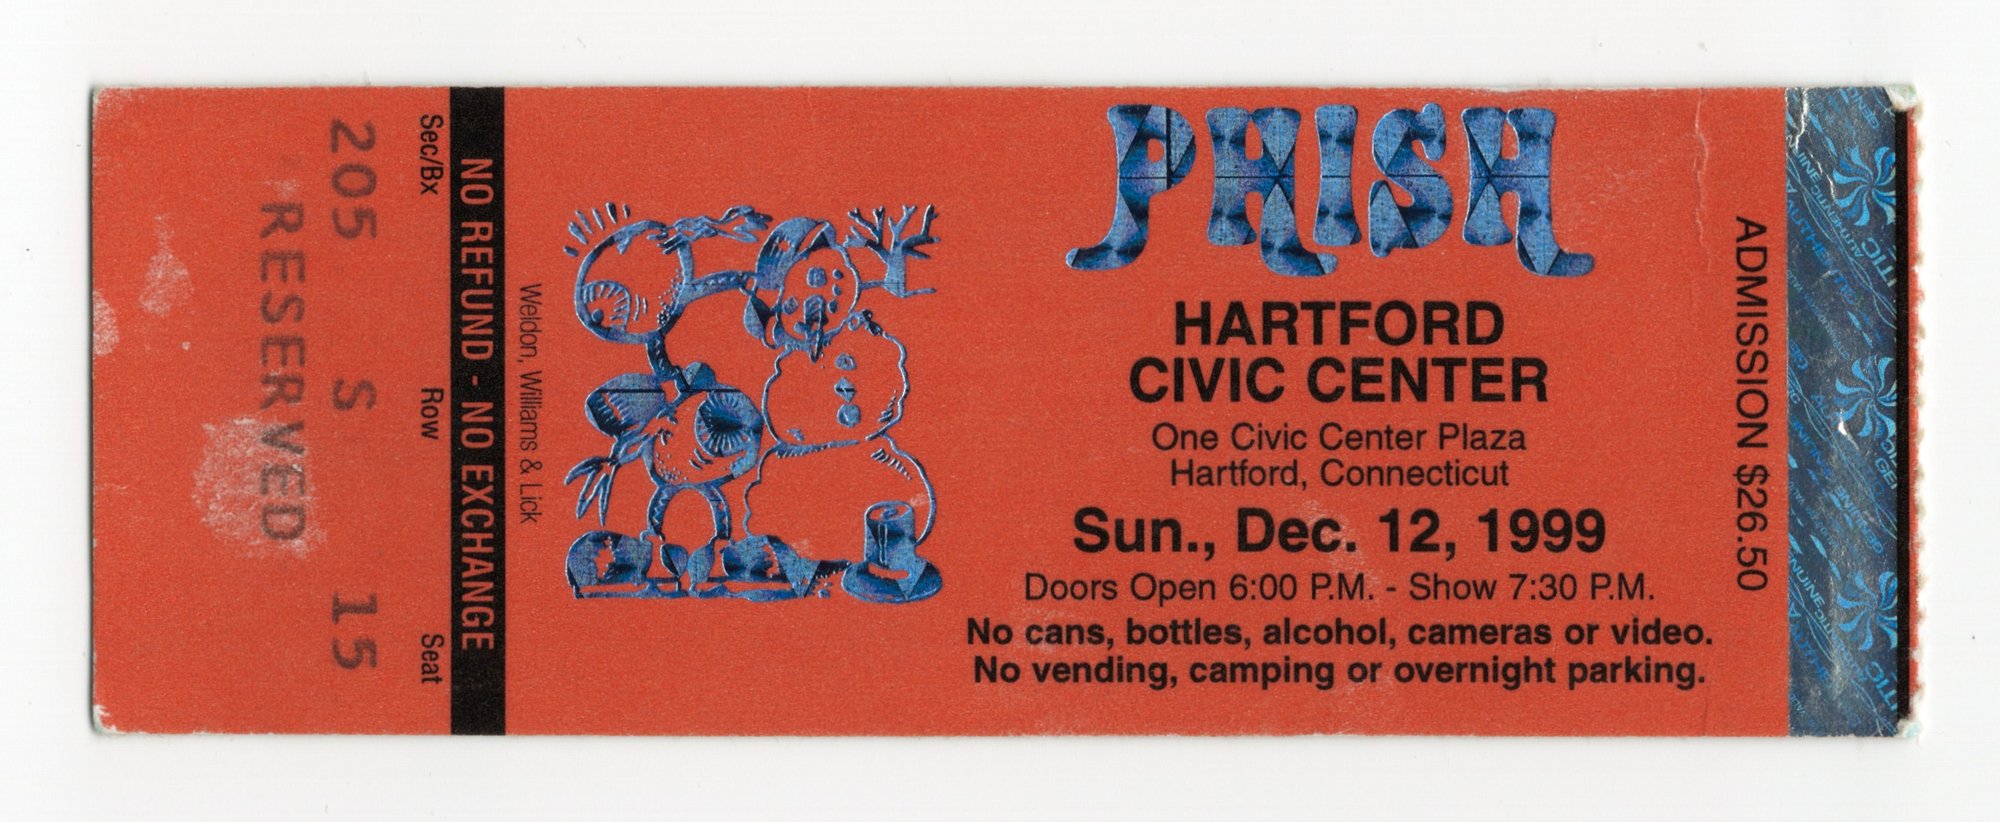 205 S 15
RESERVED
Sec/Bx Row Seat
NO REFUND - NO EXCHANGE
Weldon, Williams & Lick
PHISH
HARTFORD
CIVIC CENTER
One Civic Center Plaza
Hartford, Connecticut
Sun., Dec. 12, 1999
Doors Open 6:00 P.M. - Show 7:30 P.M.
No cans, bottles, alcohol, cameras or video.
No vending, camping or overnight parking.
ADMISSION $26.50